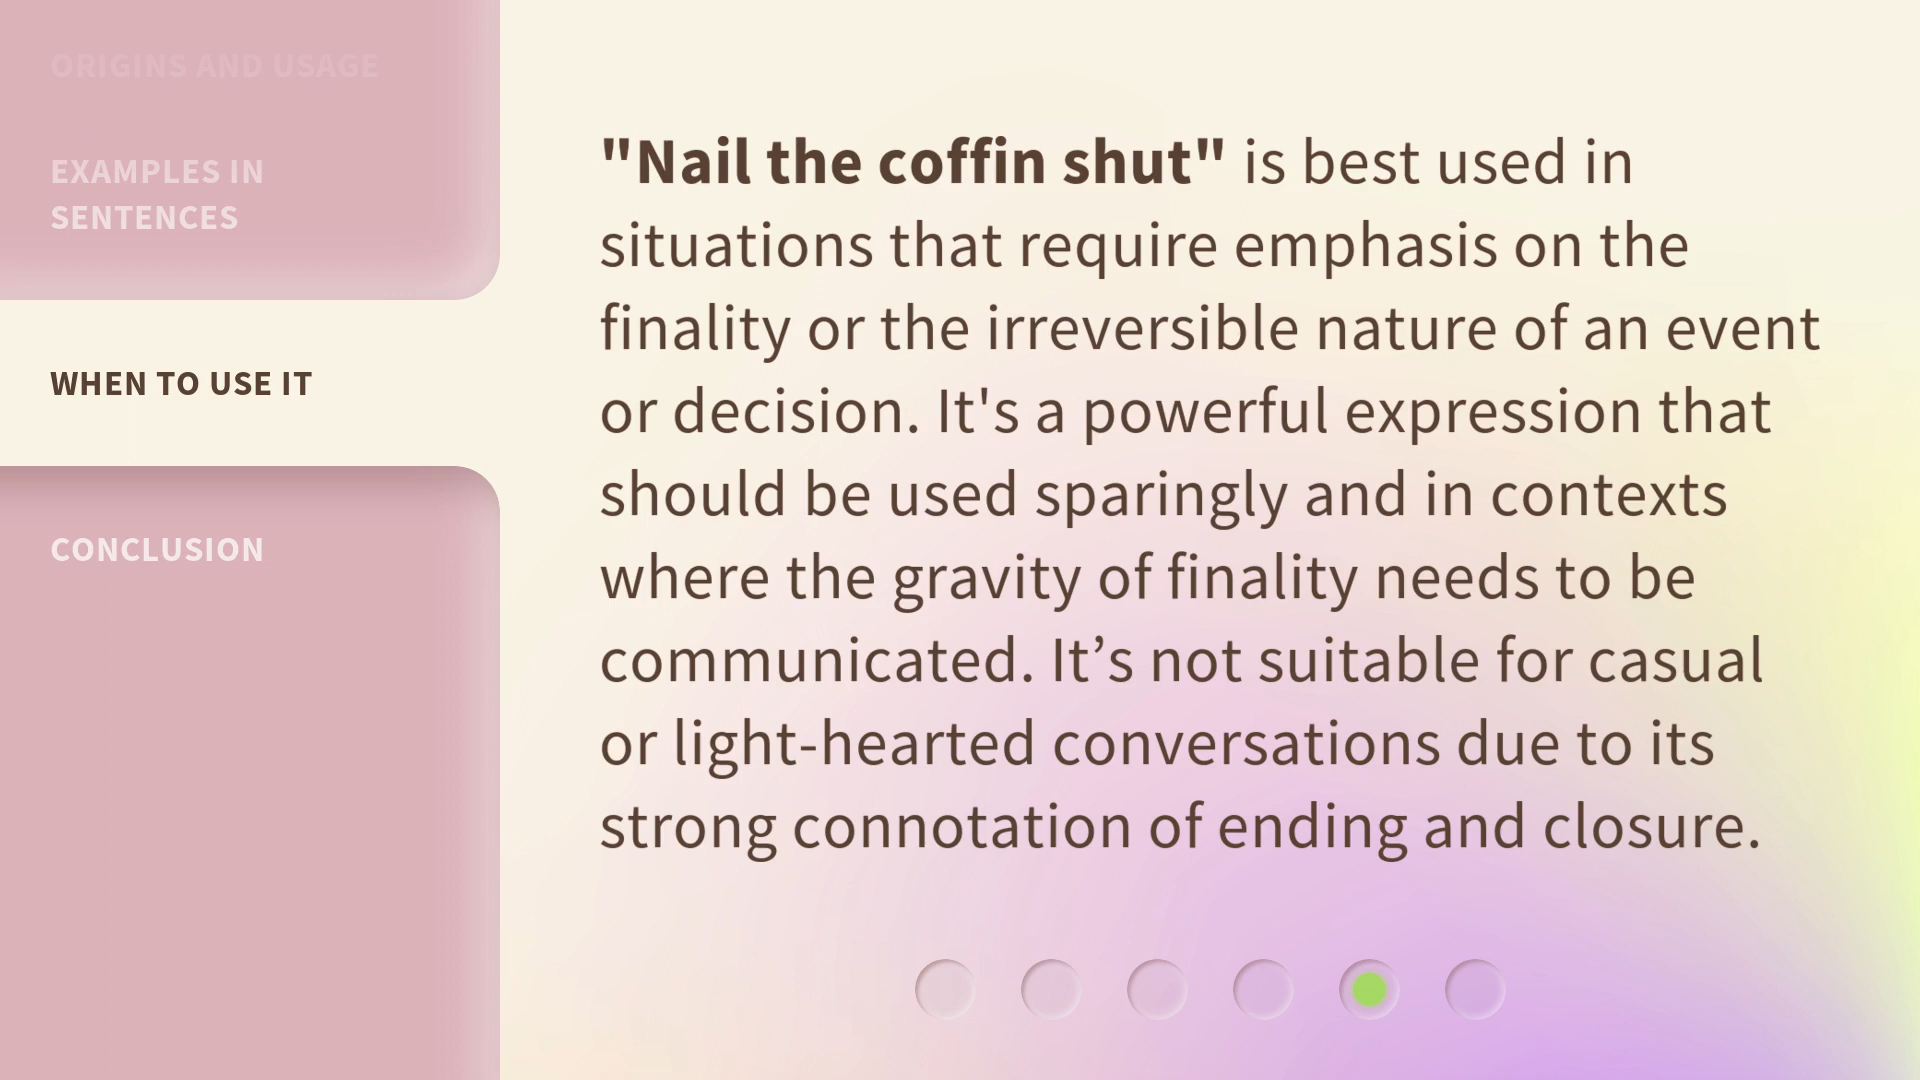 ORIGINS AND USAGE
EXAMPLES IN
SENTENCES
WHEN TO USE IT
CONCLUSION
"Nail the coffin shut" is best used in
situations that require emphasis on the
finality or the irreversible nature of an event
or decision. It's a powerful expression that
should be used sparingly and in contexts
where the gravity of finality needs to be
communicated. It’s not suitable for casual
or light-hearted conversations due to its
strong connotation of ending and closure.